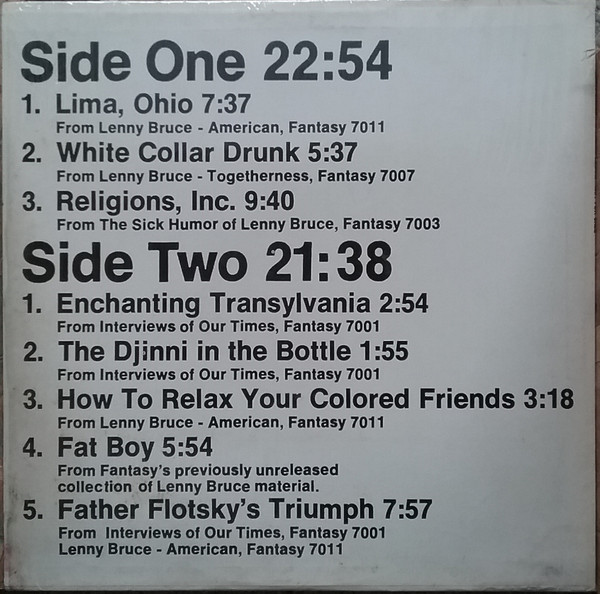 Side One 22:54
1. Lima, Ohio 7:37
From Lenny Bruce - American, Fantasy 7011
2. White Collar Drunk 5:37
From Lenny Bruce - Togetherness, Fantasy 7007
3. Religions, Inc. 9:40
From The Sick Humor of Lenny Bruce, Fantasy 7003
Side Two 21:38
1. Enchanting Transylvania 2:54
From Interviews of Our Times, Fantasy 7001
2. The Djinni in the Bottle 1:55
From Interviews of Our Times, Fantasy 7001
3. How To Relax Your Colored Friends 3:18
From Lenny Bruce - American, Fantasy 7011
4. Fat Boy 5:54
From Fantasy's previously unreleased
collection of Lenny Bruce material.
5. Father Flotsky's Triumph 7:57
From Interviews of Our Times, Fantasy 7001
Lenny Bruce - American, Fantasy 7011